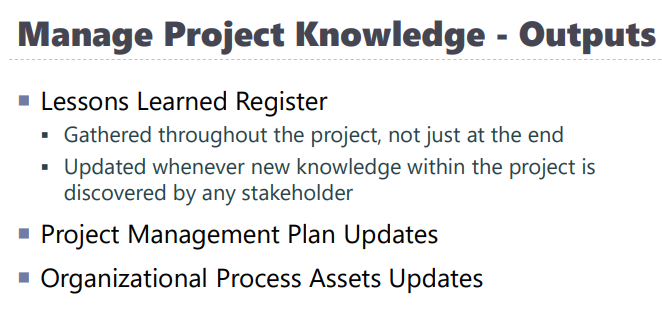 Manage Project Knowledge - Outputs
Lessons Learned Register
Gathered throughout the project, not just at the end
Updated whenever new knowledge within the project is
discovered by any stakeholder
Project Management Plan Updates
Organizational Process Assets Updates